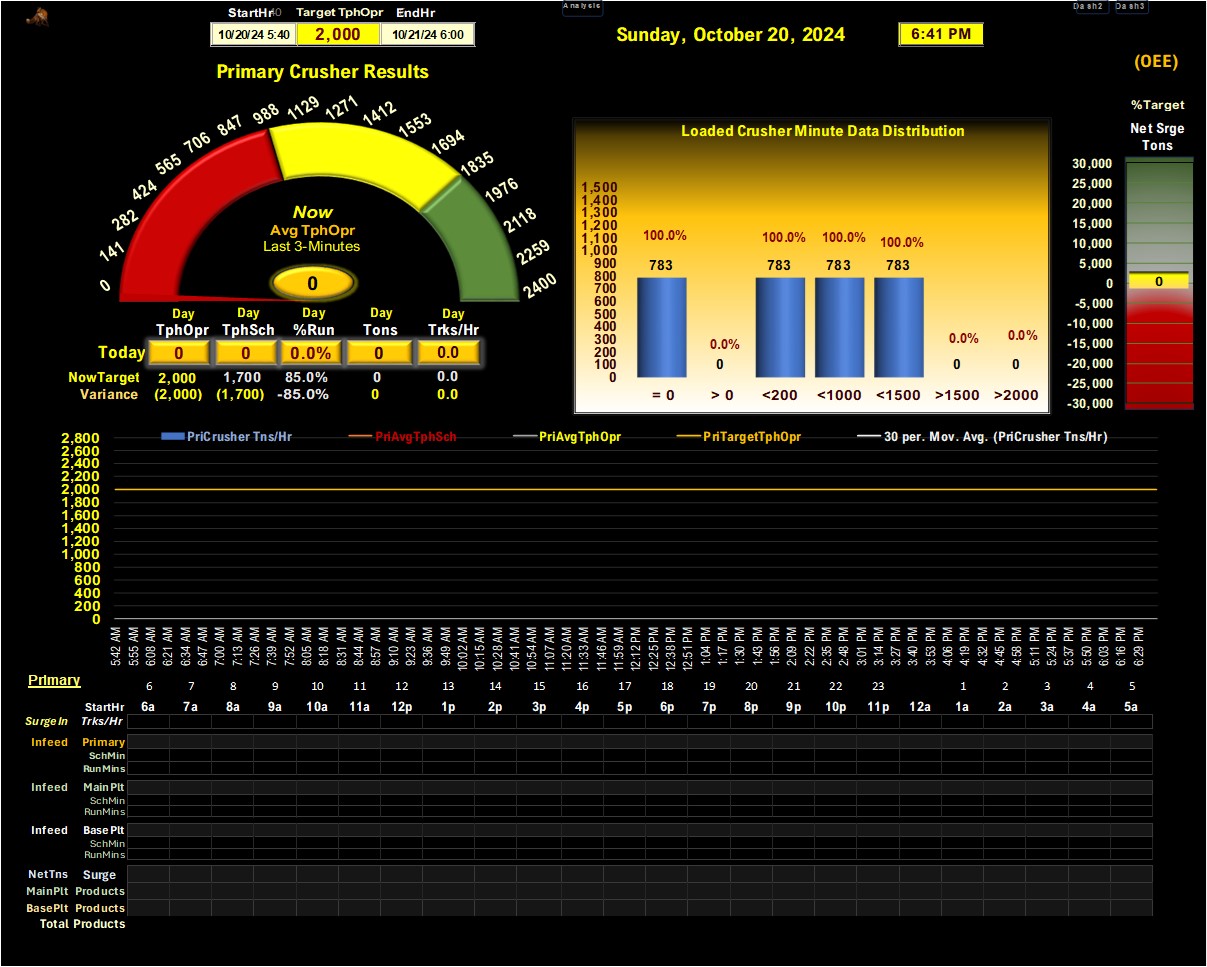 StartHr40 Target TphOpr EndHr
Analysis
Dash2 Dash3
10/20/24 5:40 2,000 10/21/24 6:00
Sunday, October 20, 2024
6:41 PM
(OEE)
Primary Crusher Results
%Target
Net Srge
Tons
0 141 282 424 565 706 847 988 1129 1271 1412 1553 1694 1835 1976 2118 2259 2400
Now
Avg TphOpr
Last 3-Minutes
0
Loaded Crusher Minute Data Distribution
1,500
1,400
1,300
1,200
1,100
1,000
900
800
700
600
500
400
300
200
100
0
100.0% 100.0% 100.0% 100.0%
783 783 783 783
0.0% 0.0% 0.0%
0 0 0
= 0 > 0 <200 <1000 <1500 >1500 >2000
30,000
25,000
20,000
15,000
10,000
5,000
0 0
-5,000
-10,000
-15,000
-20,000
-25,000
-30,000
Day Day Day Day Day
TphOpr TphSch %Run Tons Trks/Hr
Today 0 0 0.0% 0 0.0
NowTarget 2,000 1,700 85.0% 0 0.0
Variance (2,000) (1,700) -85.0% 0 0.0
PriCrusher Tns/Hr PriAvgTphSch PriAvgTphOpr PriTargetTphOpr 30 per. Mov. Avg. (PriCrusher Tns/Hr)
2,800
2,600
2,400
2,200
2,000
1,800
1,600
1,400
1,200
1,000
800
600
400
200
0
5:42 AM 5:55 AM 6:08 AM 6:21 AM 6:34 AM 6:47 AM 7:00 AM 7:13 AM 7:26 AM 7:39 AM 7:52 AM 8:05 AM 8:18 AM 8:31 AM 8:44 AM 8:57 AM 9:10 AM 9:23 AM 9:36 AM 9:49 AM 10:02 AM 10:15 AM 10:28 AM 10:41 AM 10:54 AM 11:07 AM 11:20 AM 11:33 AM 11:46 AM 11:59 AM 12:12 PM 12:25 PM 12:38 PM 12:51 PM 1:04 PM 1:17 PM 1:30 PM 1:43 PM 1:56 PM 2:09 PM 2:22 PM 2:35 PM 2:48 PM 3:01 PM 3:14 PM 3:27 PM 3:40 PM 3:53 PM 4:06 PM 4:19 PM 4:32 PM 4:45 PM 4:58 PM 5:11 PM 5:24 PM 5:37 PM 5:50 PM 6:03 PM 6:16 PM 6:29 PM
Primary
6 7 8 9 10 11 12 13 14 15 16 17 18 19 20 21 22 23 1 2 3 4 5
StartHr 6a 7a 8a 9a 10a 11a 12p 1p 2p 3p 4p 5p 6p 7p 8p 9p 10p 11p 12a 1a 2a 3a 4a 5a
SurgeIn Trks/Hr
Infeed Primary
SchMin
RunMins
Infeed Main Plt
SchMin
RunMins
Infeed Base Plt
SchMin
RunMins
NetTns Surge
MainPlt Products
BasePlt Products
Total Products